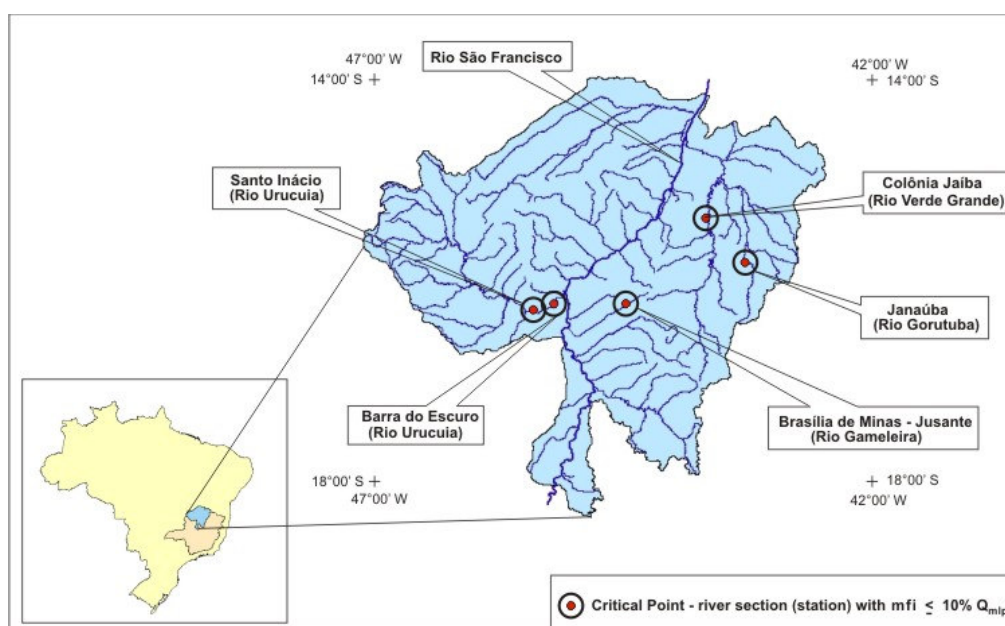 Rio São Francisco
47°00' W
14°00' S
42°00' W
14°00' S
Santo Inácio
(Rio Urucuia)
Colônia Jaíba
(Rio Verde Grande)
Janaúba
(Rio Gorutuba)
Barra do Escuro
(Rio Urucuia)
Brasília de Minas - Jusante
(Rio Gameleira)
18°00' S
47°00' W
18°00' S
42°00' W
Critical Point - river section (station) with mfi ≤ 10% Qmlp